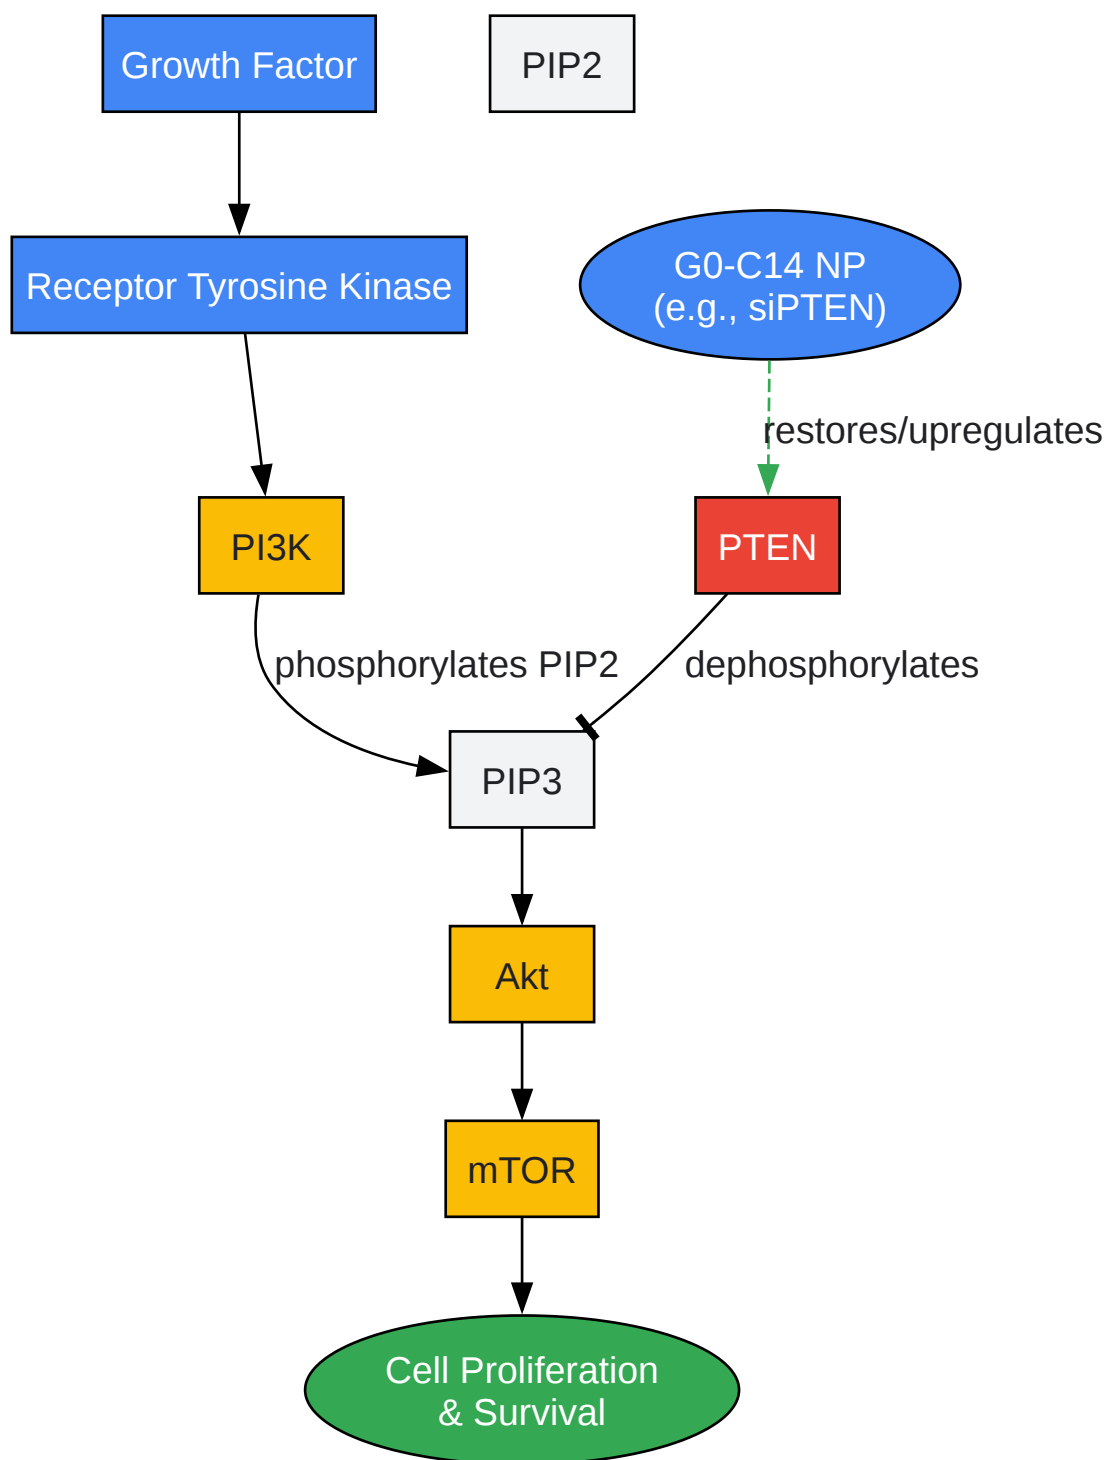 Growth Factor
PIP2
Receptor Tyrosine Kinase
G0-C14 NP
(e.g., siPTEN)
restores/upregulates
PI3K
PTEN
phosphorylates PIP2
dephosphorylates
PIP3
Akt
mTOR
Cell Proliferation
& Survival